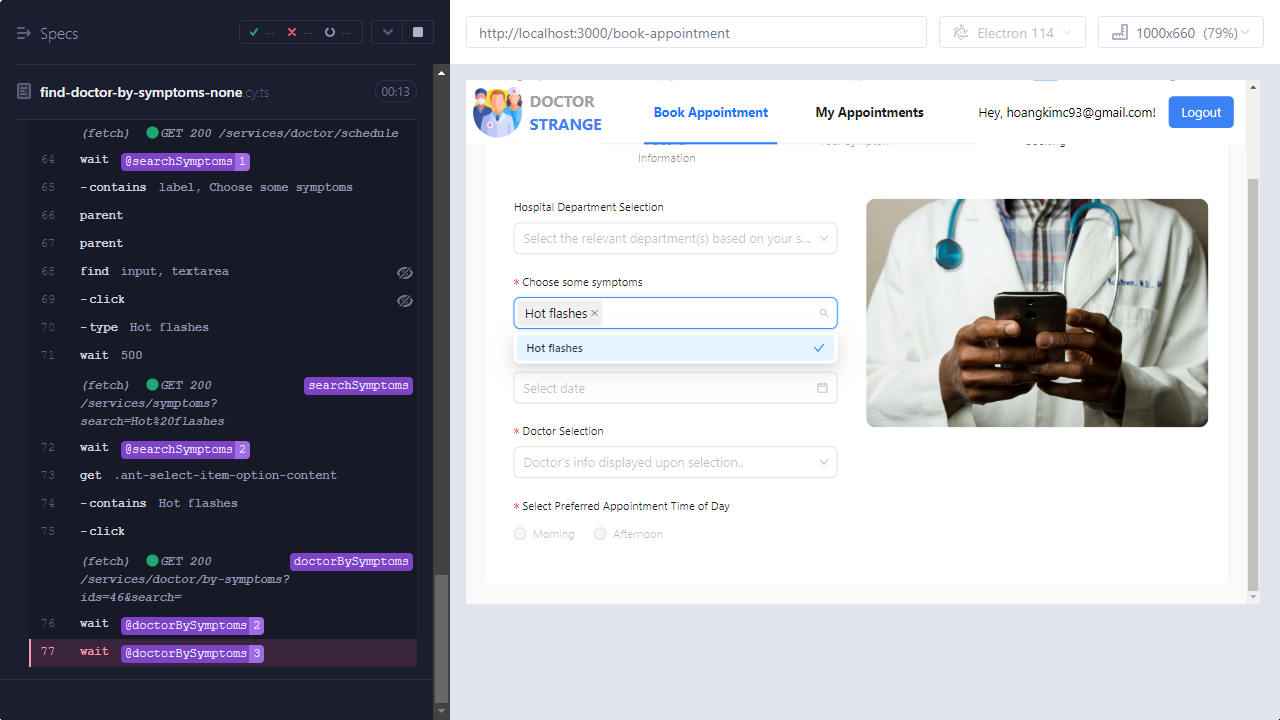 Specs
--
--
--
find-doctor-by-symptoms-none.cy.ts
00:13
(fetch) GET 200 /services/doctor/schedule
64 wait @searchSymptoms 1
65 -contains label, Choose some symptoms
66 parent
67 parent
68 find input, textarea
69 -click
70 -type Hot flashes
71 wait 500
(fetch) GET 200 searchSymptoms
/services/symptoms?
search=Hot%20flashes
72 wait @searchSymptoms 2
73 get .ant-select-item-option-content
74 -contains Hot flashes
75 -click
(fetch) GET 200 doctorBySymptoms
/services/doctor/by-symptoms?
ids=46&search=
76 wait @doctorBySymptoms 2
77 wait @doctorBySymptoms 3
http://localhost:3000/book-appointment
Electron 114
1000x660 (79%)
DOCTOR
STRANGE
Book Appointment
My Appointments
Hey, hoangkimc93@gmail.com!
Logout
Information
Hospital Department Selection
Select the relevant department(s) based on your s...
* Choose some symptoms
Hot flashes
Hot flashes
Select date
* Doctor Selection
Doctor's info displayed upon selection..
* Select Preferred Appointment Time of Day
Morning
Afternoon